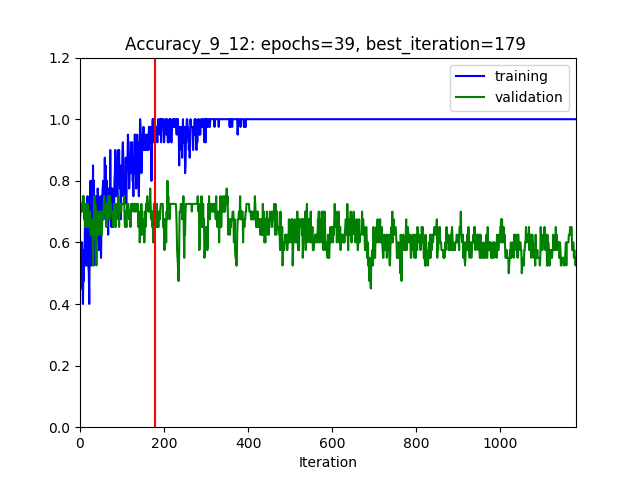 Accuracy_9_12: epochs=39, best_iteration=179
1.2
1.0
0.8
0.6
0.4
0.2
0.0
training
validation
0 200 400 600 800 1000
Iteration